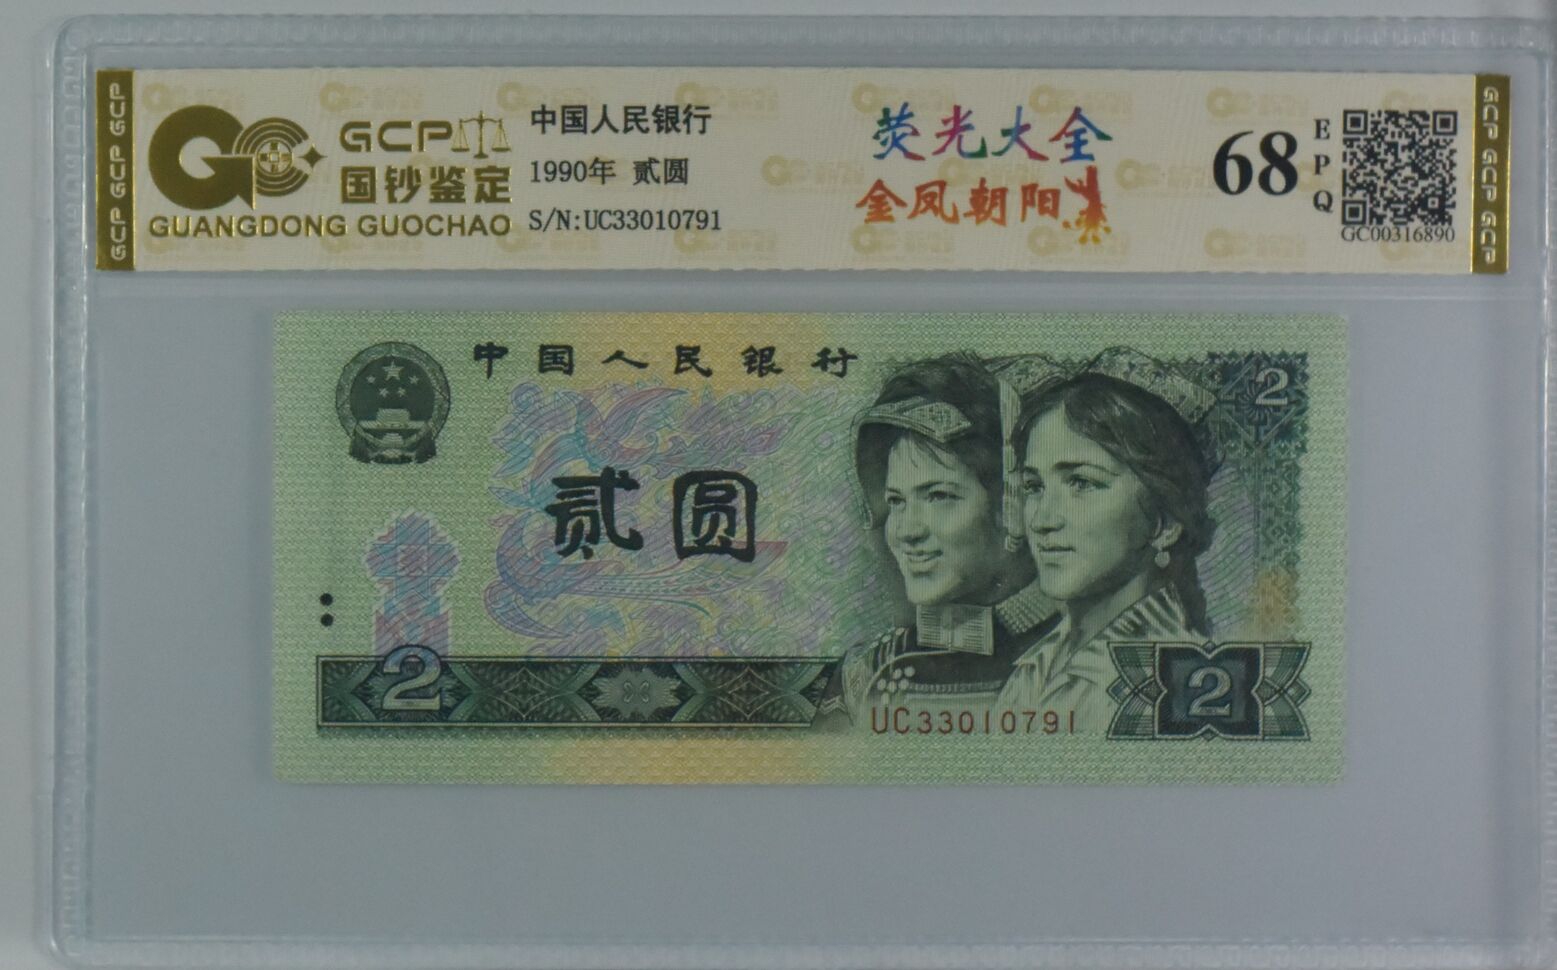 GCP GCP GCP
GCP
国钞鉴定
GUANGDONG GUOCHAO
中国人民银行
1990年 贰圆
S/N:UC33010791
荧光大全
金凤朝阳
68
EPQ
GC00316890
GCP GCP GCP
中国人民银行
2
贰圆
2
2
UC33010791